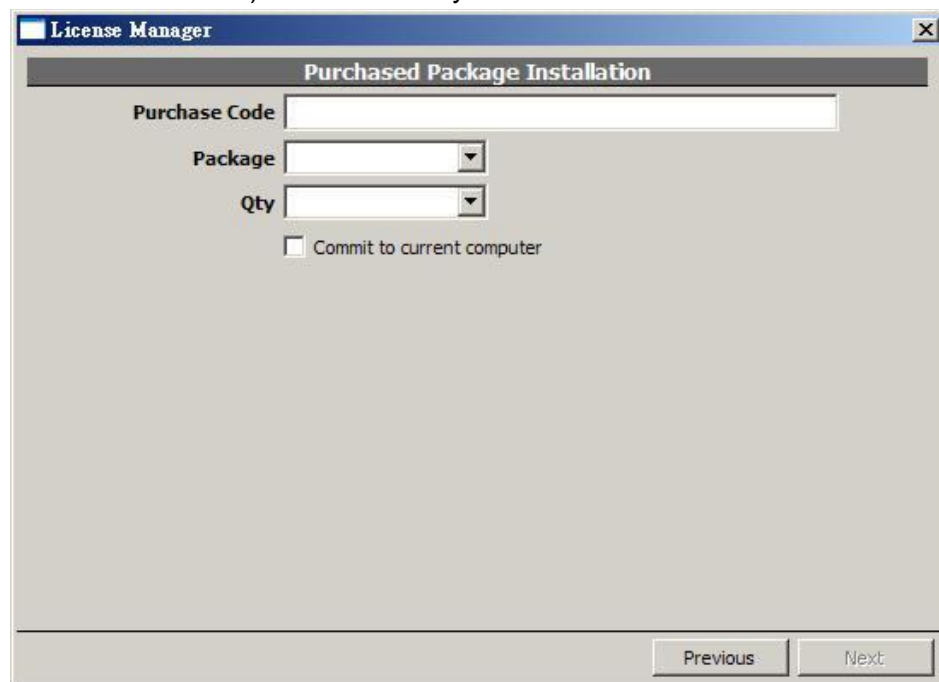 License Manager
Purchased Package Installation
Purchase Code
Package
Qty
Commit to current computer
Previous
Next